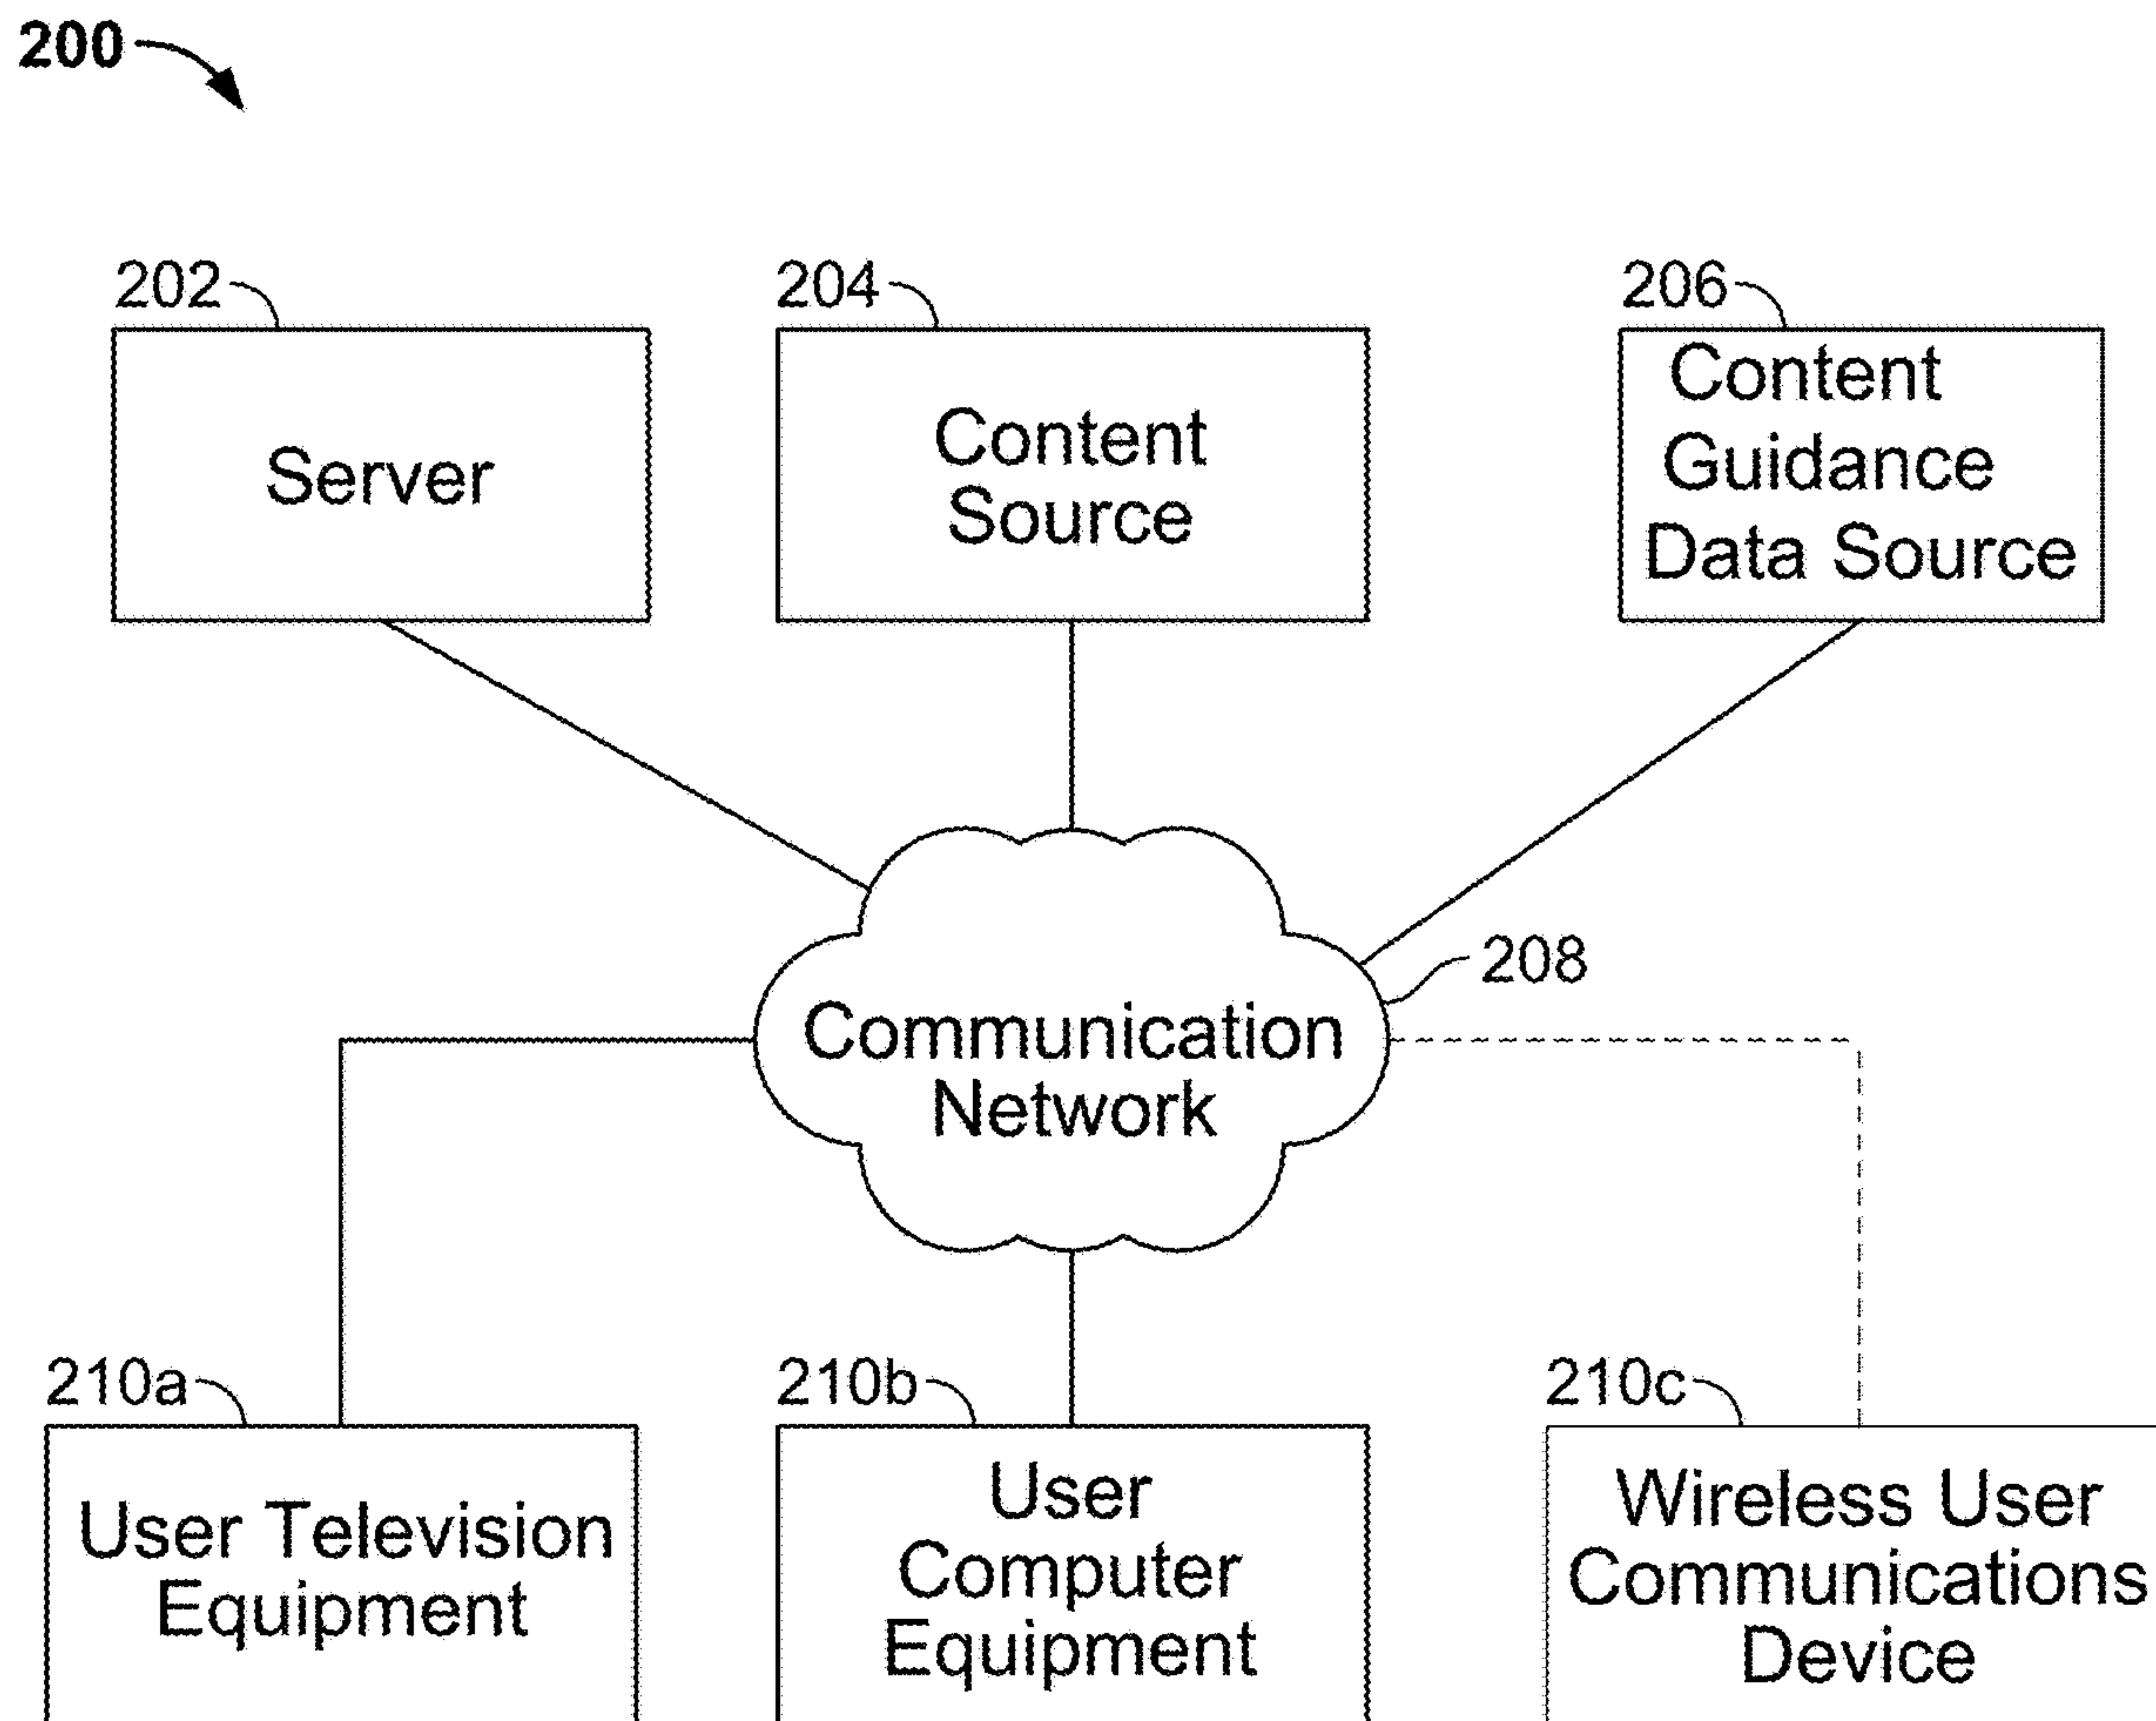 200
202
Server
204
Content
Source
206
Content
Guidance
Data Source
208
Communication
Network
210a
User Television
Equipment
210b
User
Computer
Equipment
210c
Wireless User
Communications
Device